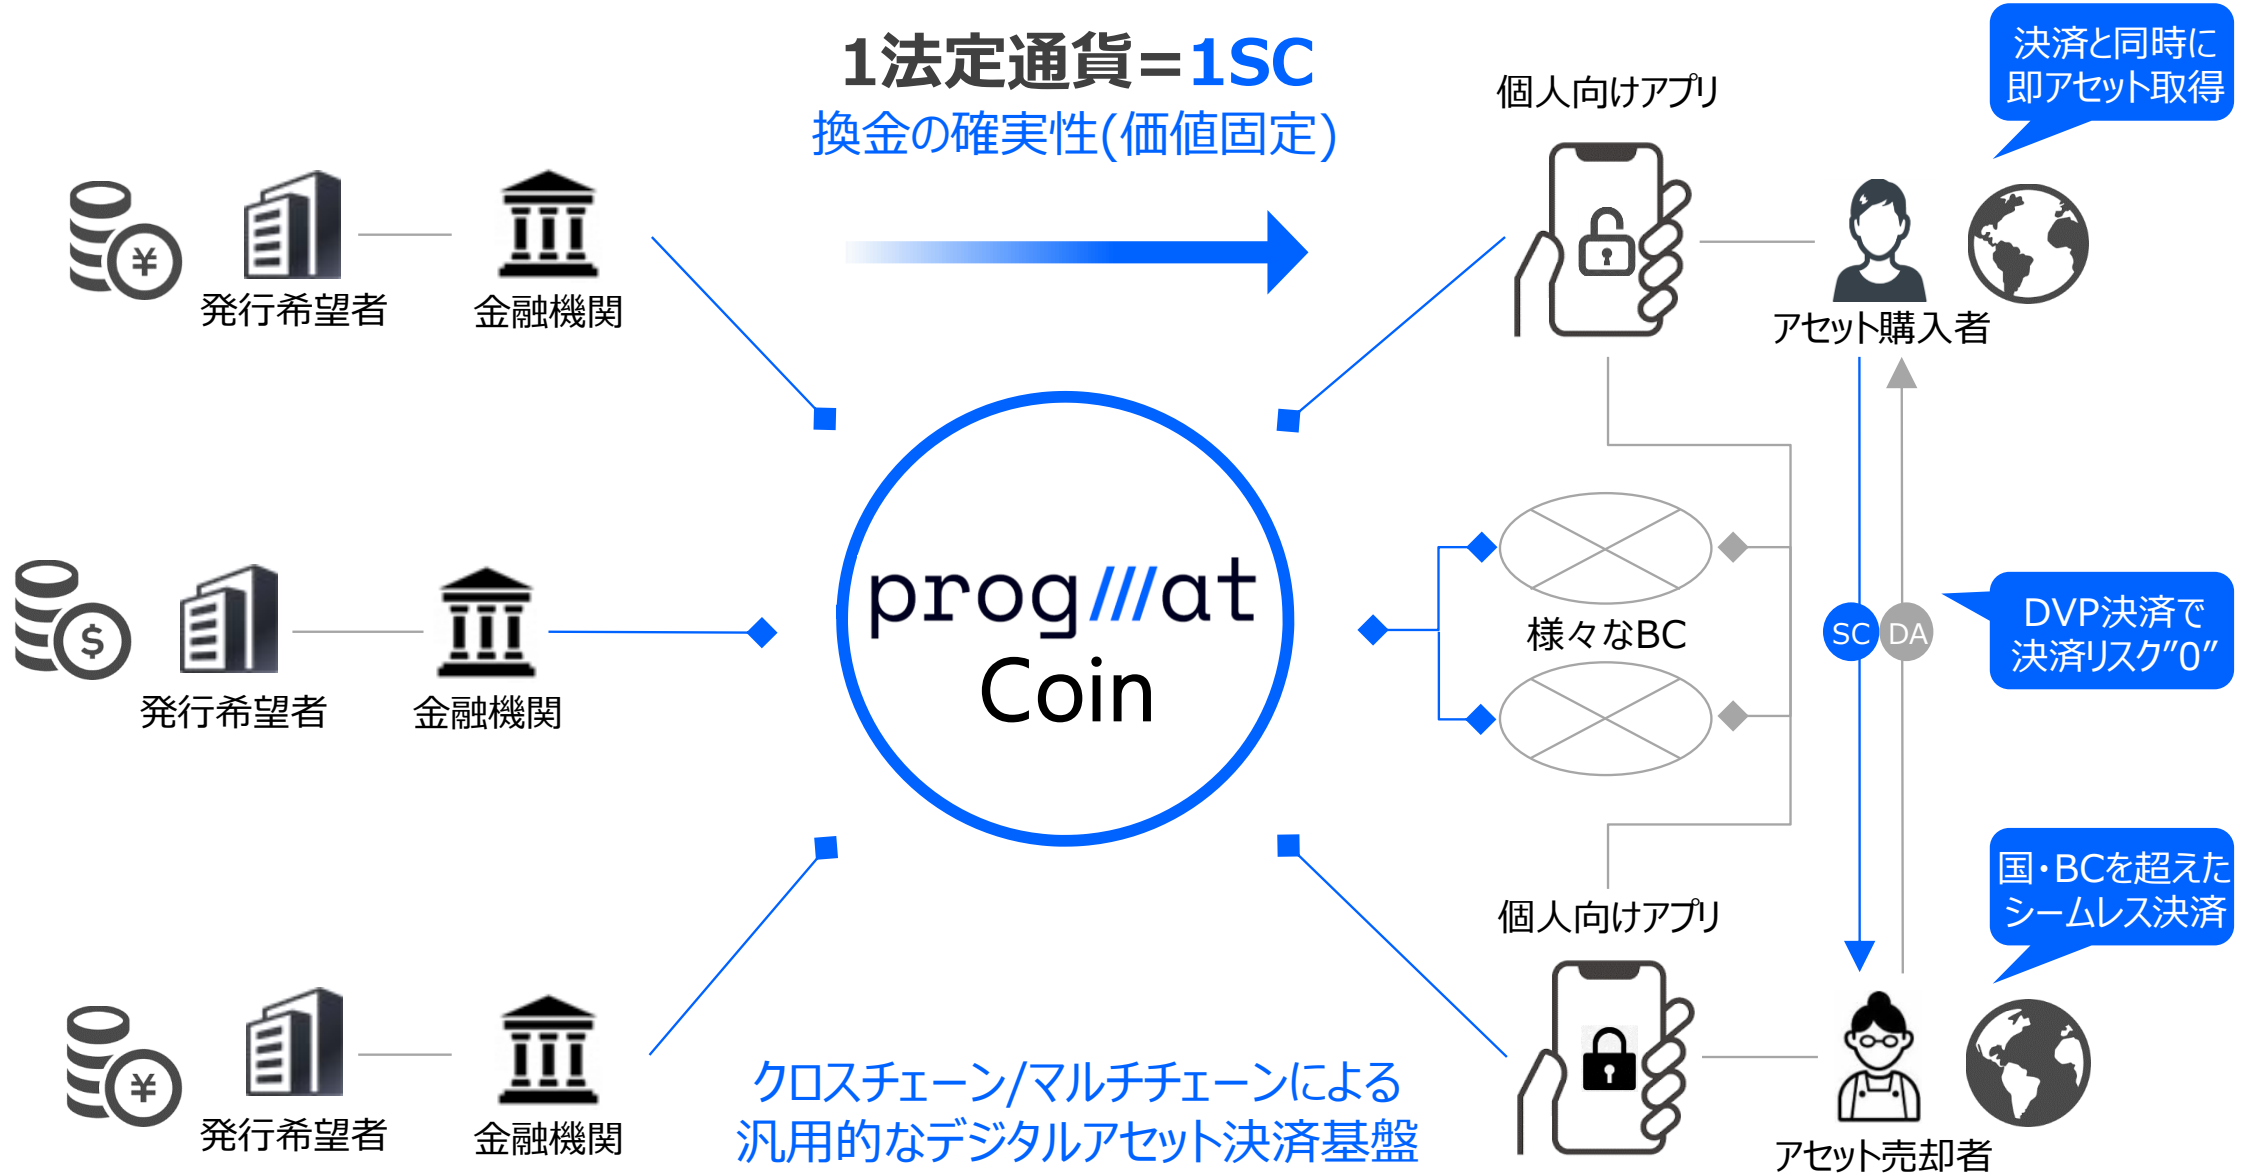 1法定通貨=1SC
換金の確実性(価値固定)
個人向けアプリ
決済と同時に
即アセット取得
¥
発行希望者
金融機関
アセット購入者
$
発行希望者
金融機関
progmat
Coin
様々なBC
SC
DA
DVP決済で
決済リスク”0”
国・BCを超えた
シームレス決済
個人向けアプリ
¥
発行希望者
金融機関
クロスチェーン/マルチチェーンによる
汎用的なデジタルアセット決済基盤
アセット売却者